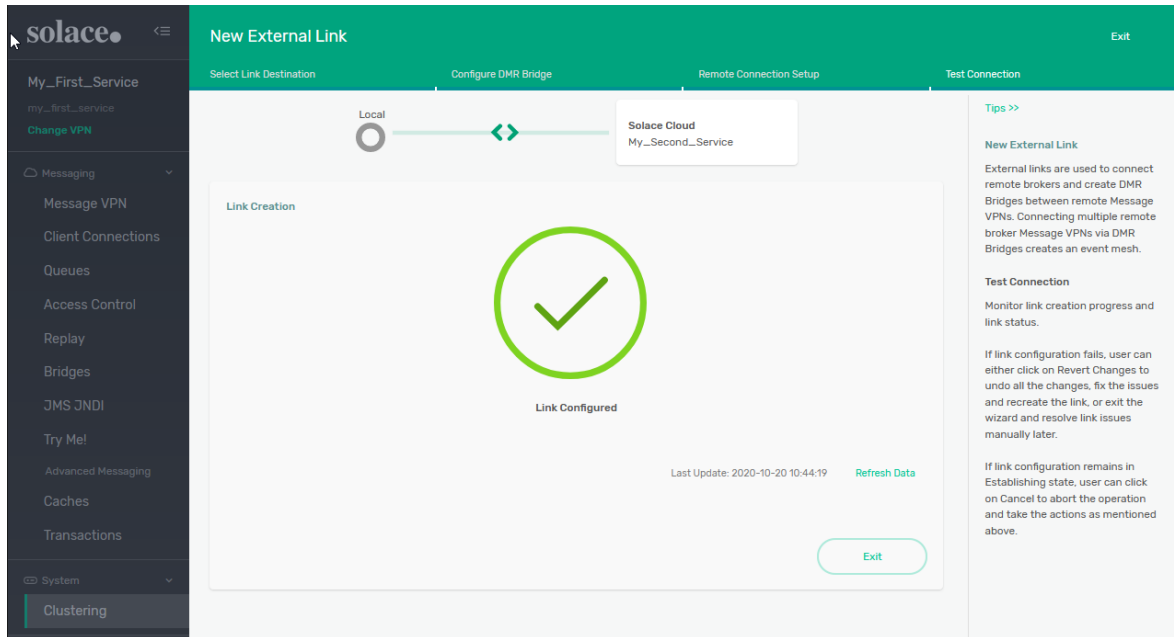 solace
New External Link
Exit
Select Link Destination
Configure DMR Bridge
Remote Connection Setup
Test Connection
My_First_Service
my_first_service
Change VPN
Messaging
Message VPN
Client Connections
Queues
Access Control
Replay
Bridges
JMS JNDI
Try Me!
Advanced Messaging
Caches
Transactions
System
Clustering
Local
Solace Cloud
My_Second_Service
Link Creation
Link Configured
Last Update: 2020-10-20 10:44:19
Refresh Data
Exit
Tips >>
New External Link
External links are used to connect
remote brokers and create DMR
Bridges between remote Message
VPNs. Connecting multiple remote
broker Message VPNs via DMR
Bridges creates an event mesh.
Test Connection
Monitor link creation progress and
link status.
If link configuration fails, user can
either click on Revert Changes to
undo all the changes, fix the issues
and recreate the link, or exit the
wizard and resolve link issues
manually later.
If link configuration remains in
Establishing state, user can click
on Cancel to abort the operation
and take the actions as mentioned
above.